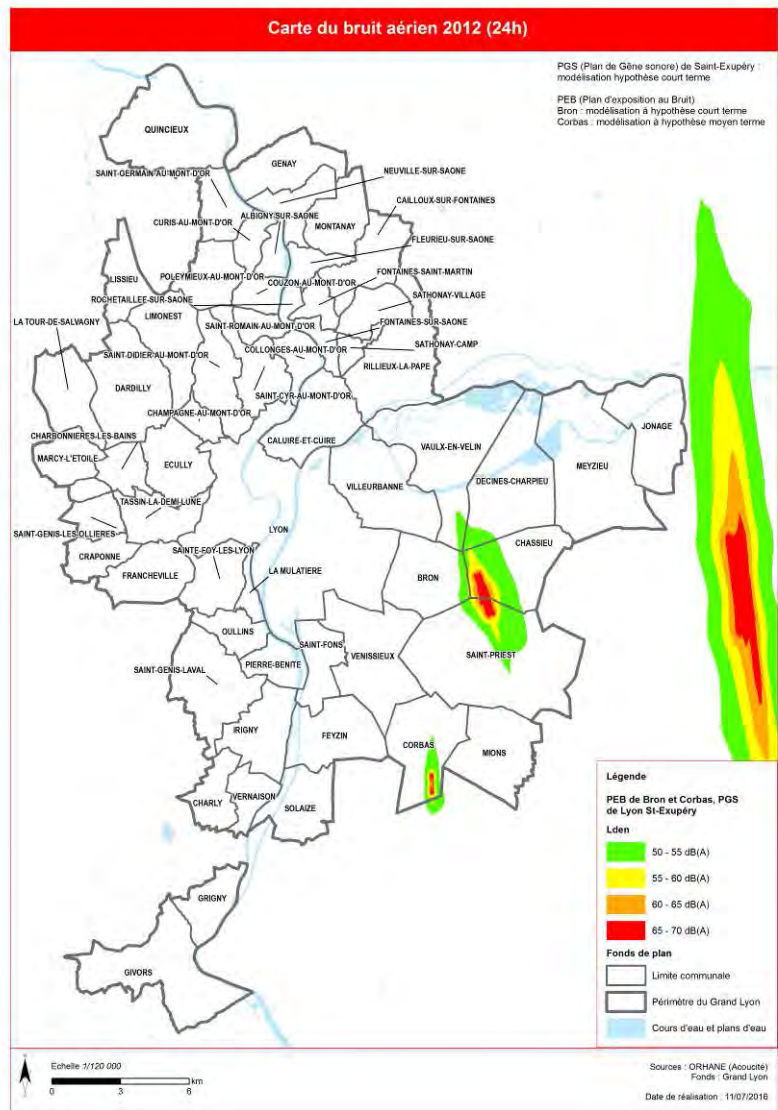 Carte du bruit aérien 2012 (24h)
PGS (Plan de Gêne sonore) de Saint-Exupéry :
modélisation hypothèse court terme
PEB (Plan d'exposition au Bruit)
Bron : modélisation à hypothèse court terme
Corbas : modélisation à hypothèse moyen terme
QUINCIEUX
GENAY
SAINT-GERMAIN-AU-MONT-D'OR
NEUVILLE-SUR-SAONE
CAILLOUX-SUR-FONTAINES
CURIS-AU-MONT-D'OR
ALBIGNY-SUR-SAONE
MONTANAY
FLEURIEU-SUR-SAONE
LISSIEU
POLEYMIEUX-AU-MONT-D'OR
COUZON-AU-MONT-D'OR
FONTAINES-SAINT-MARTIN
ROCHETAILLEE-SUR-SAONE
SATHONAY-VILLAGE
LIMONEST
LA TOUR-DE-SALVAGNY
SAINT-ROMAIN-AU-MONT-D'OR
FONTAINES-SUR-SAONE
SATHONAY-CAMP
SAINT-DIDIER-AU-MONT-D'OR
COLLONGES-AU-MONT-D'OR
RILLIEUX-LA-PAPE
DARDILLY
SAINT-CYR-AU-MONT-D'OR
CHAMPAGNE-AU-MONT-D'OR
JONAGE
CHARBONNIERES-LES-BAINS
CALUIRE-ET-CUIRE
VAULX-EN-VELIN
MEYZIEU
MARCY-L'ETOILE
ECULLY
VILLEURBANNE
DECINES-CHARPIEU
TASSIN-LA-DEMI-LUNE
LYON
SAINT-GENIS-LES-OLLIERES
CHASSIEU
CRAPONNE
SAINTE-FOY-LES-LYON
FRANCHEVILLE
LA MULATIERE
BRON
OULLINS
SAINT-FONS
SAINT-GENIS-LAVAL
PIERRE-BENITE
VENISSIEUX
SAINT-PRIEST
IRIGNY
FEYZIN
CORBAS
MIONS
CHARLY
VERNAISON
SOLAIZE
GRIGNY
GIVORS
Légende
PEB de Bron et Corbas, PGS
de Lyon St-Exupéry
Lden
50 - 55 dB(A)
55 - 60 dB(A)
60 - 65 dB(A)
65 - 70 dB(A)
Fonds de plan
Limite communale
Périmètre du Grand Lyon
Cours d'eau et plans d'eau
N
Echelle :1/120 000
km
0 3 6
Sources : ORHANE (Acoucité)
Fonds : Grand Lyon
Date de réalisation : 11/07/2016